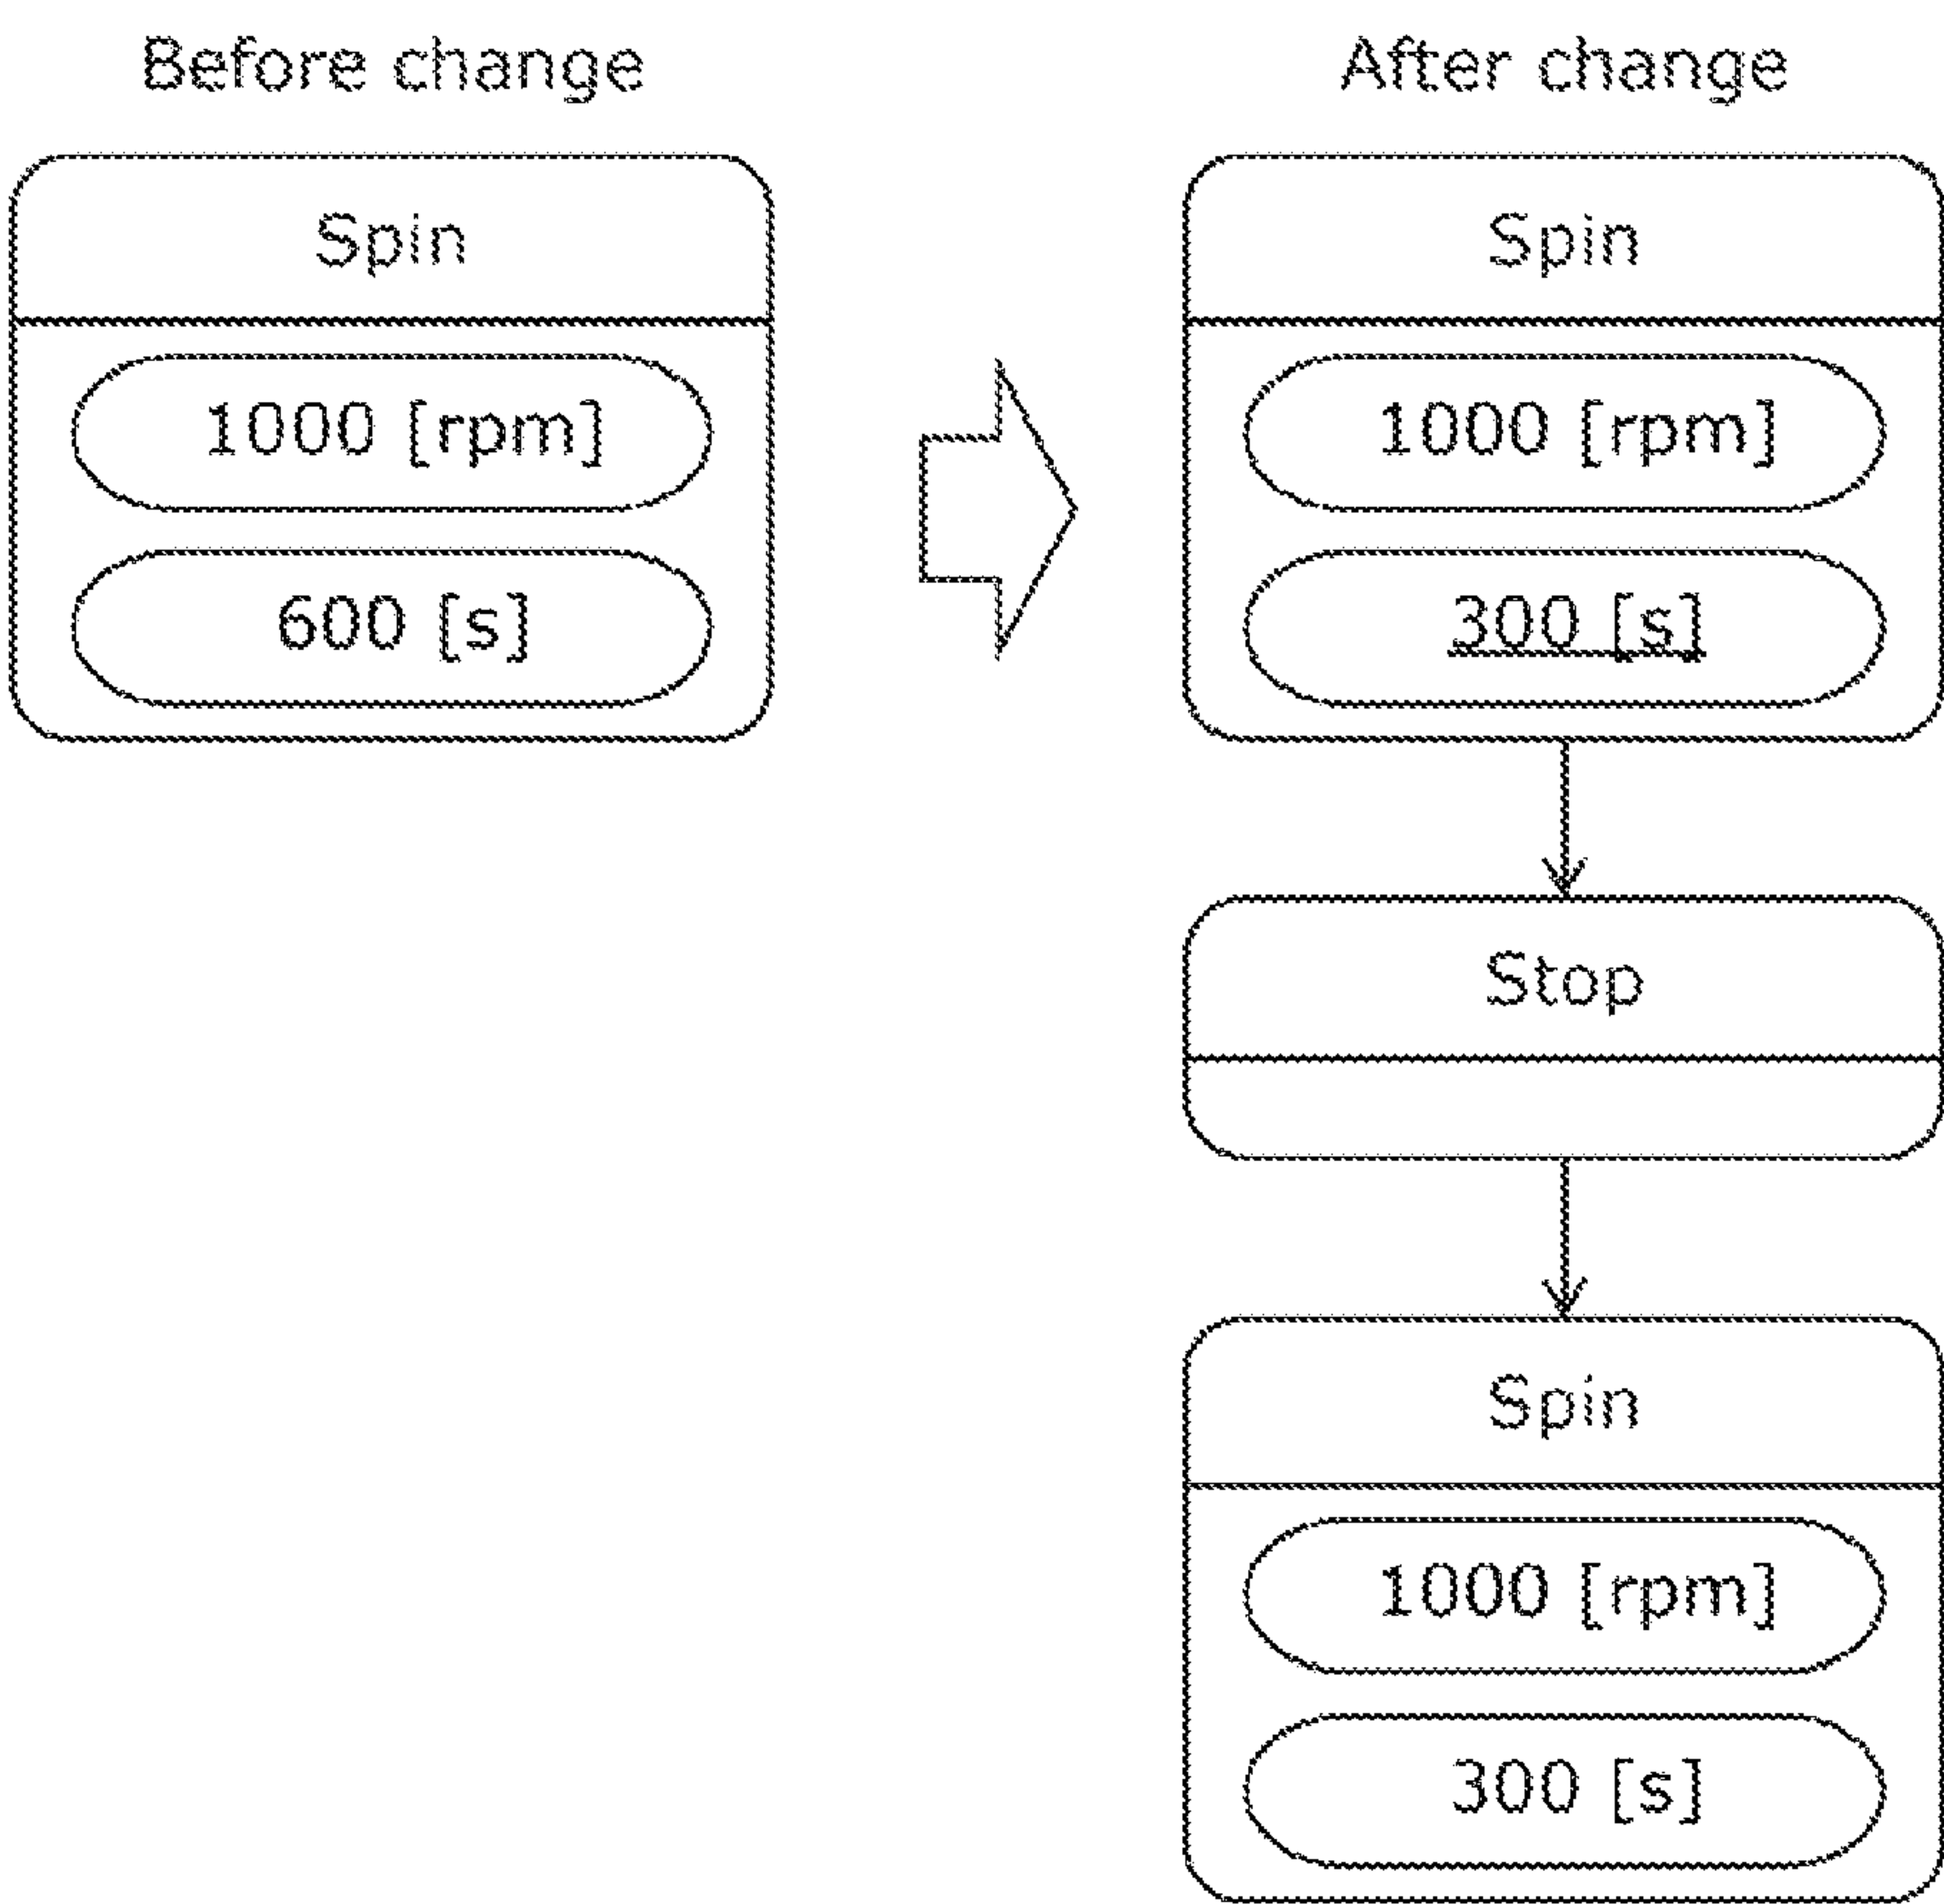 Before change
Spin
1000 [rpm]
600 [s]
After change
Spin
1000 [rpm]
300 [s]
Stop
Spin
1000 [rpm]
300 [s]